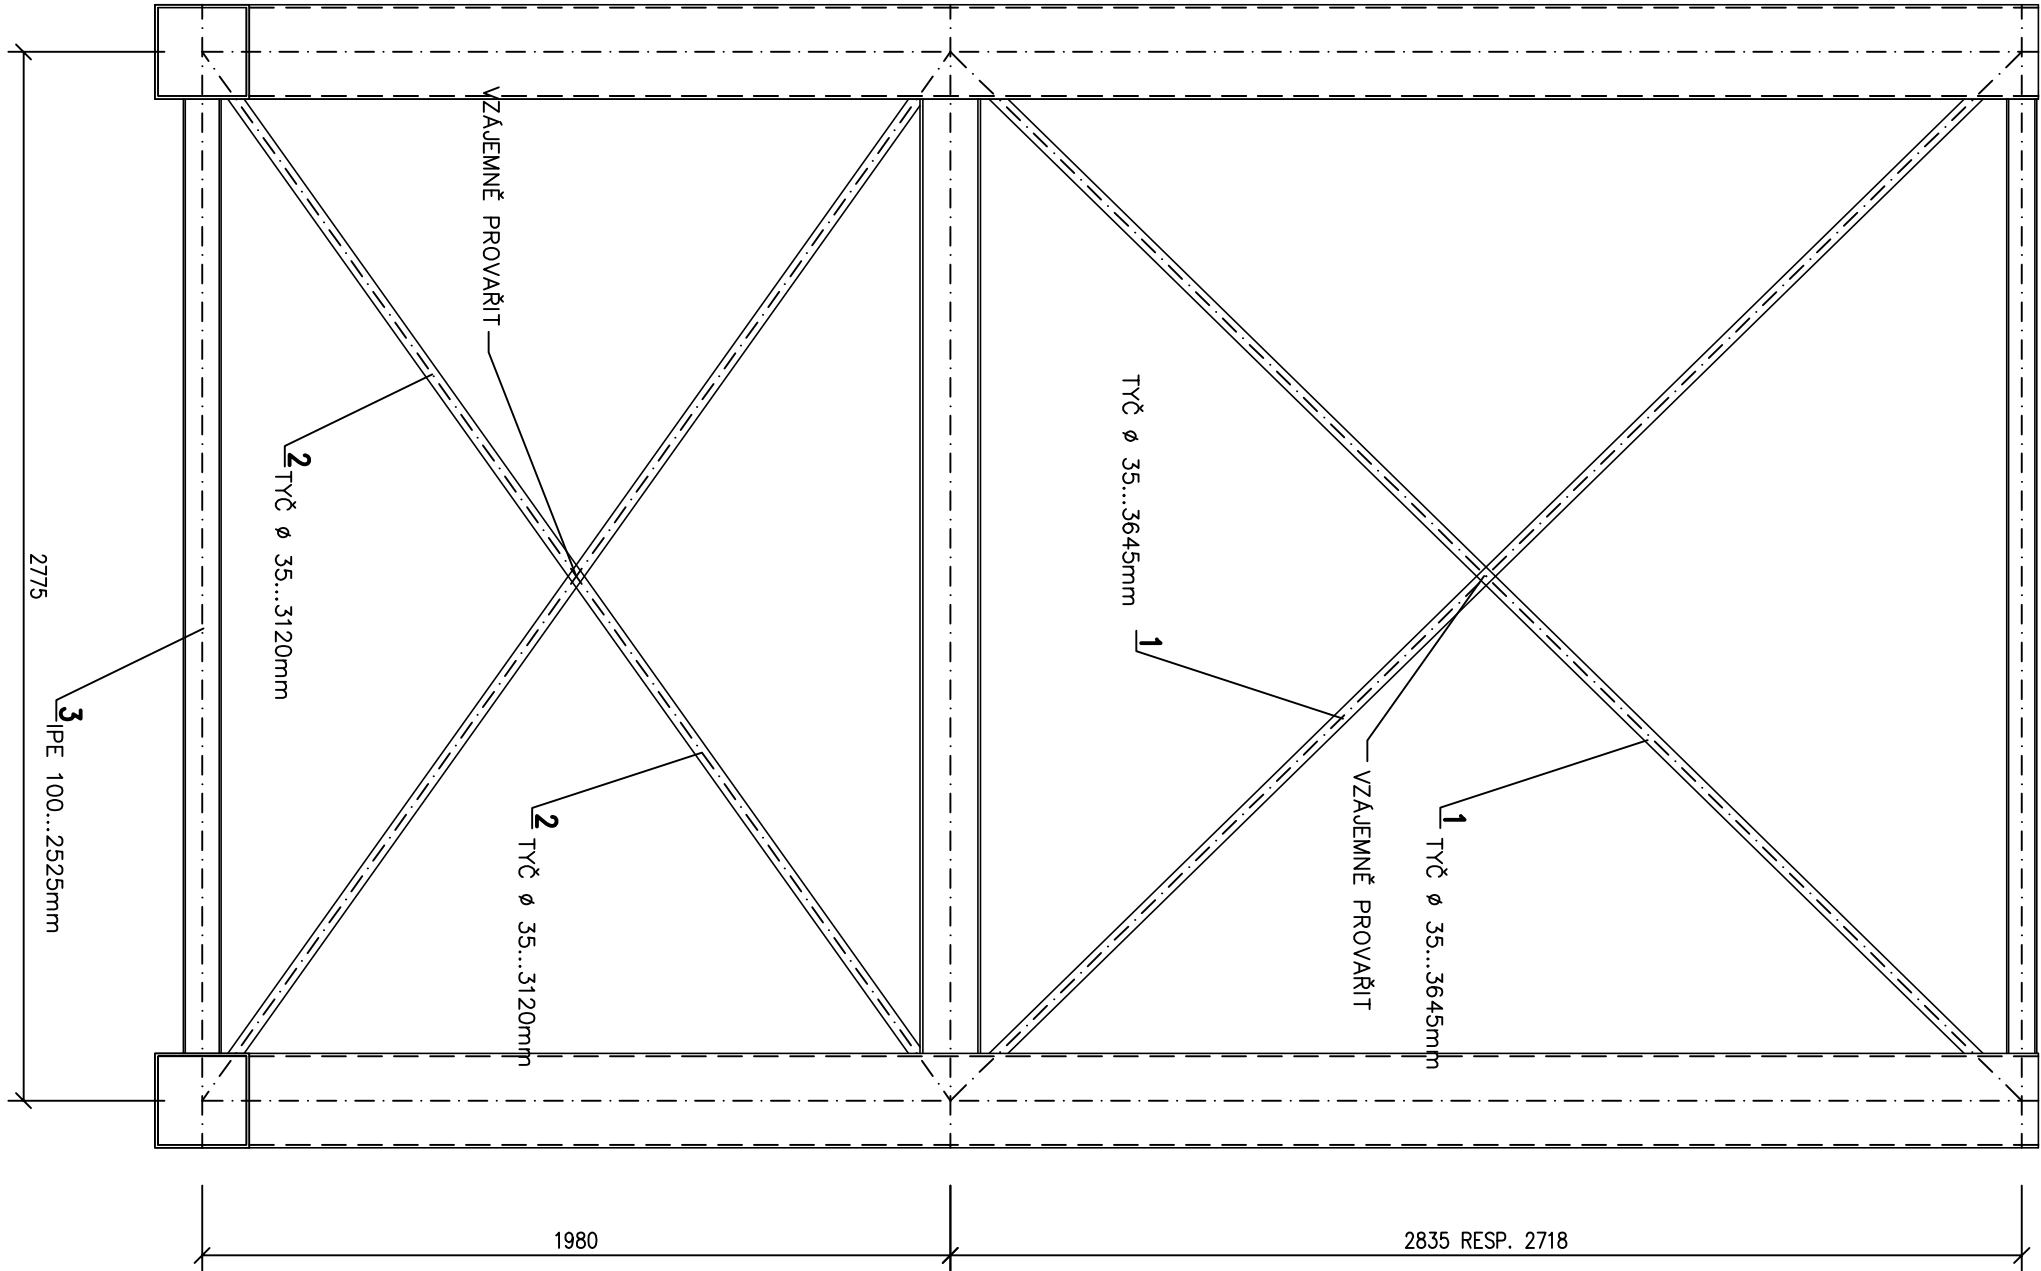 VZÁJEMNĚ PROVAŘIT
TYČ ø 35...3645mm
1
2
TYČ ø 35...3120mm
2775
3
IPE 100...2525mm
2
TYČ ø 35...3120mm
1
TYČ ø 35...3645mm
VZÁJEMNĚ PROVAŘIT
1980
2835 RESP. 2718